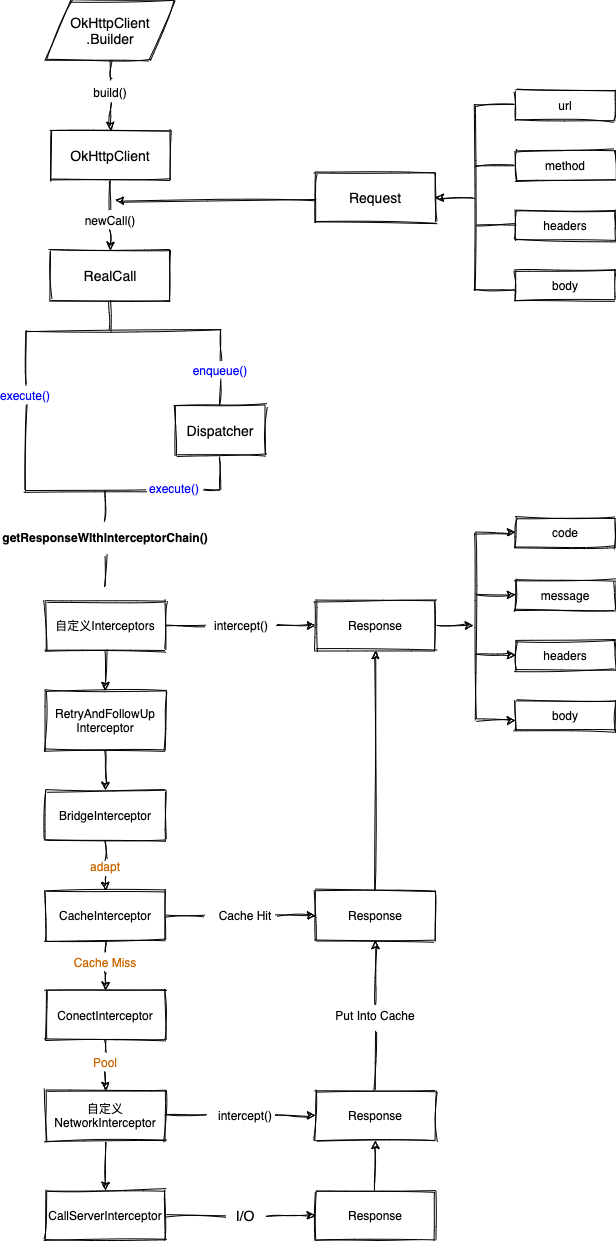 OkHttpClient
.Builder
build()
url
OkHttpClient
method
Request
newCall()
headers
RealCall
body
enqueue()
execute()
Dispatcher
execute()
getResponseWIthInterceptorChain()
code
message
自定义Interceptors
intercept()
Response
headers
RetryAndFollowUp
Interceptor
body
BridgeInterceptor
adapt
CacheInterceptor
Cache Hit
Response
Cache Miss
ConectInterceptor
Put Into Cache
Pool
自定义
NetworkInterceptor
intercept()
Response
CallServerInterceptor
I/O
Response